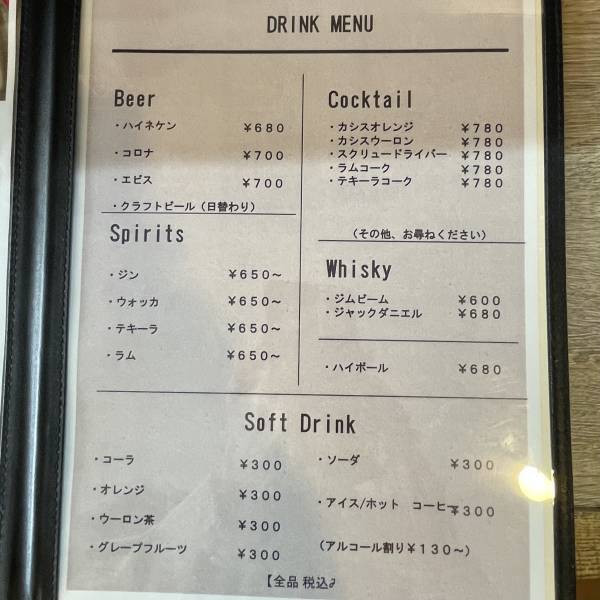 DRINK MENU
Beer
・ハイネケン ￥680
・コロナ ￥700
・エビス ￥700
・クラフトビール（日替わり）
Spirits
・ジン ￥650～
・ウォッカ ￥650～
・テキーラ ￥650～
・ラム ￥650～
Cocktail
・カシスオレンジ ￥780
・カシスウーロン ￥780
・スクリュードライバー ￥780
・ラムコーク ￥780
・テキーラコーク ￥780
（その他、お尋ねください）
Whisky
・ジムビーム ￥600
・ジャックダニエル ￥680
・ハイボール ￥680
Soft Drink
・コーラ ￥300
・オレンジ ￥300
・ウーロン茶 ￥300
・グレープフルーツ ￥300
・ソーダ ￥300
・アイス/ホット コーヒー ￥300
（アルコール割り￥130～）
【全品 税込